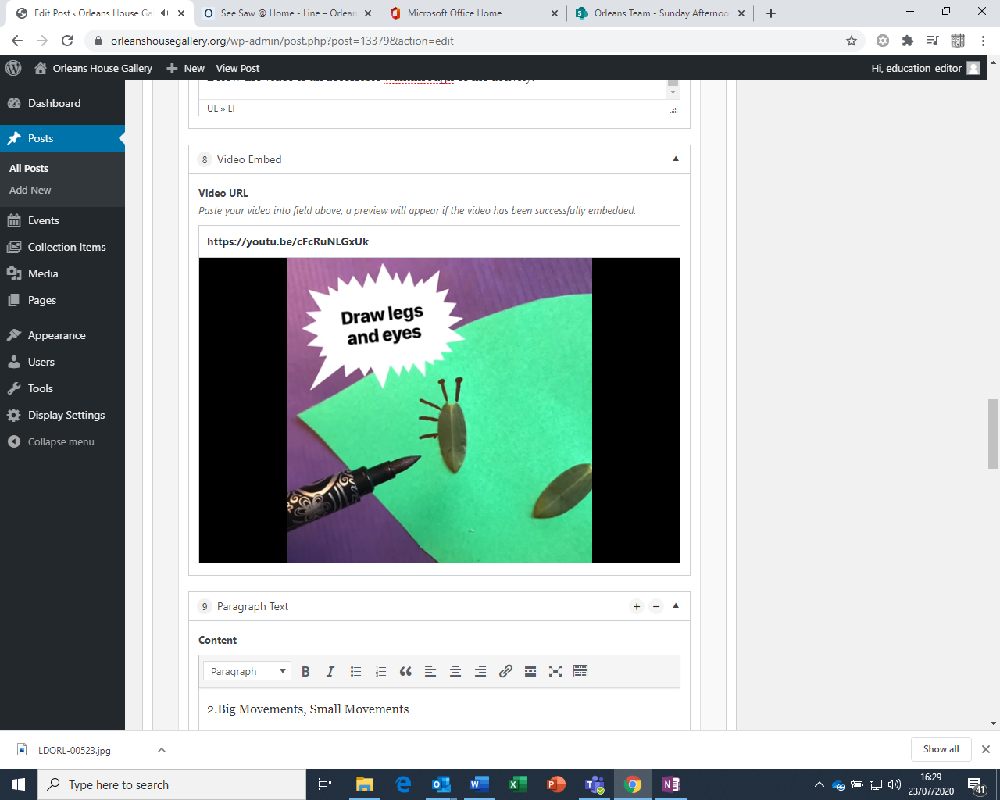 Edit Post ‹ Orleans House Ga
See Saw @ Home - Line – Orlean
Microsoft Office Home
Orleans Team - Sunday Afternoo
orleanshousegallery.org/wp-admin/post.php?post=13379&action=edit
Orleans House Gallery
New
View Post
Hi, education_editor
Dashboard
Posts
All Posts
Add New
Events
Collection Items
Media
Pages
Appearance
Users
Tools
Display Settings
Collapse menu
UL » LI
8 Video Embed
Video URL
Paste your video into field above, a preview will appear if the video has been successfully embedded.
https://youtu.be/cFcRuNLGxUk
Draw legs
and eyes
9 Paragraph Text
Content
Paragraph
2.Big Movements, Small Movements
LDORL-00523.jpg
Show all
Type here to search
16:29
23/07/2020
41